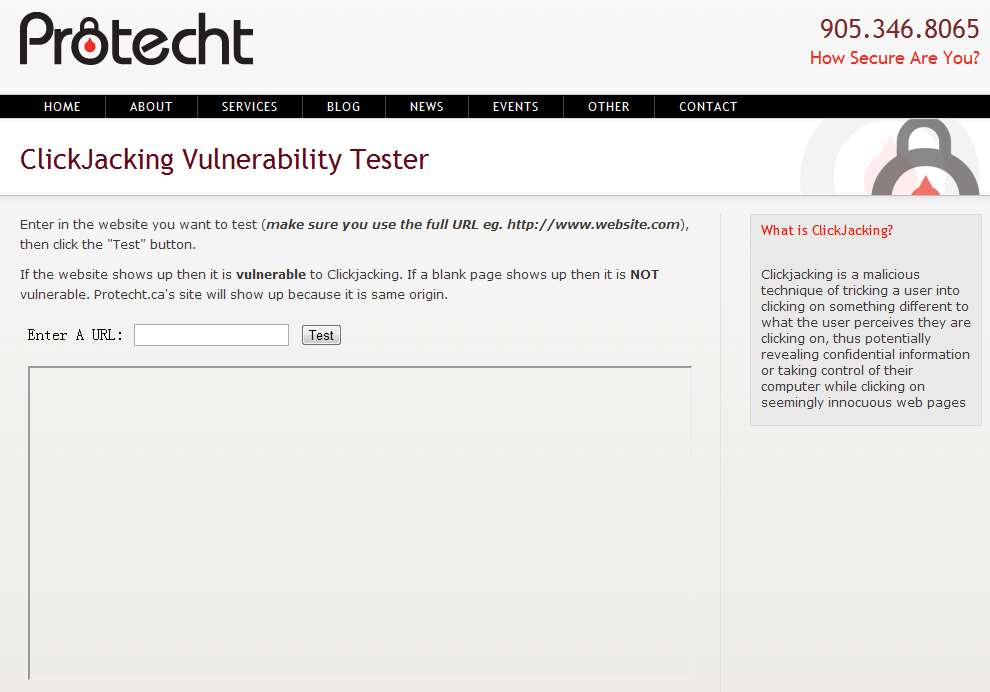 Protecht
905.346.8065
How Secure Are You?
HOME ABOUT SERVICES BLOG NEWS EVENTS OTHER CONTACT
ClickJacking Vulnerability Tester
Enter in the website you want to test (make sure you use the full URL eg. http://www.website.com),
then click the "Test" button.
If the website shows up then it is vulnerable to Clickjacking. If a blank page shows up then it is NOT
vulnerable. Protecht.ca's site will show up because it is same origin.
Enter A URL: Test
What is ClickJacking?
Clickjacking is a malicious
technique of tricking a user into
clicking on something different to
what the user perceives they are
clicking on, thus potentially
revealing confidential information
or taking control of their
computer while clicking on
seemingly innocuous web pages